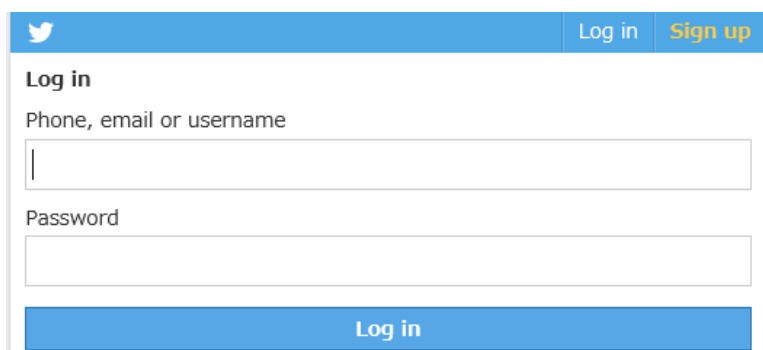 Log in Sign up
Log in
Phone, email or username
Password
Log in